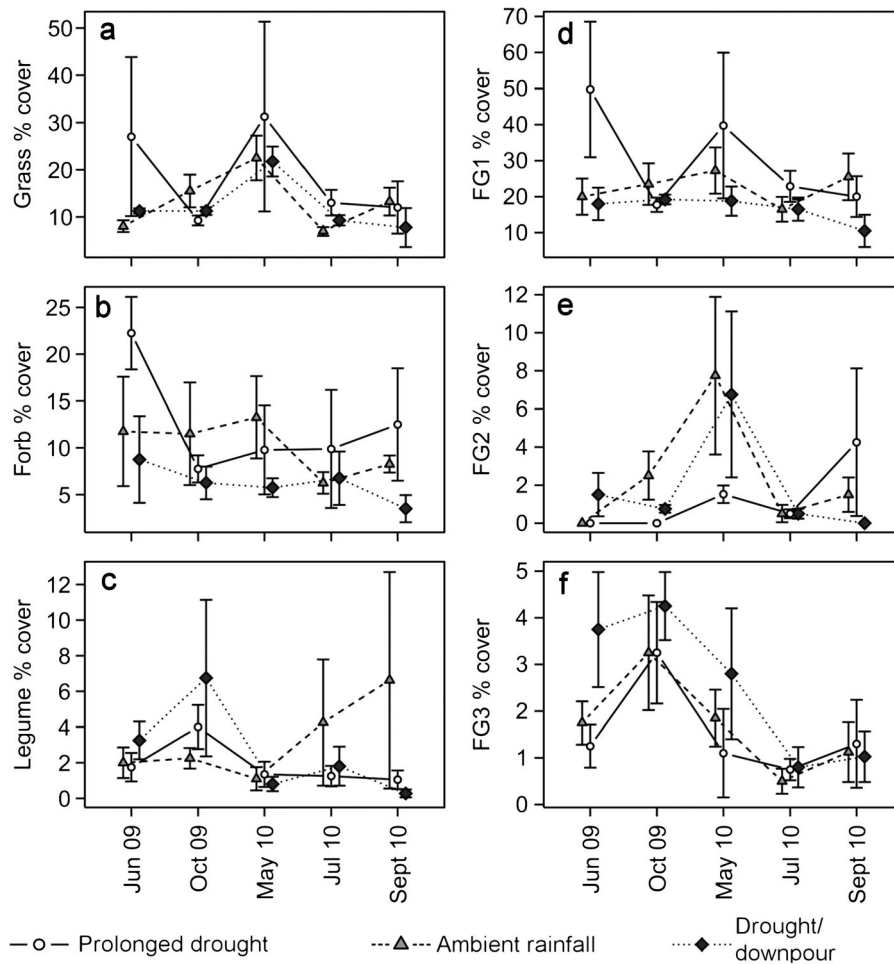 a
Grass % cover
50
40
30
20
10
b
Forb % cover
25
20
15
10
5
c
Legume % cover
12
10
8
6
4
2
0
Jun 09
Oct 09
May 10
Jul 10
Sept 10
d
FG1 % cover
70
60
50
40
30
20
10
e
FG2 % cover
12
10
8
6
4
2
0
f
FG3 % cover
5
4
3
2
1
0
Jun 09
Oct 09
May 10
Jul 10
Sept 10
Prolonged drought
Ambient rainfall
Drought/
downpour